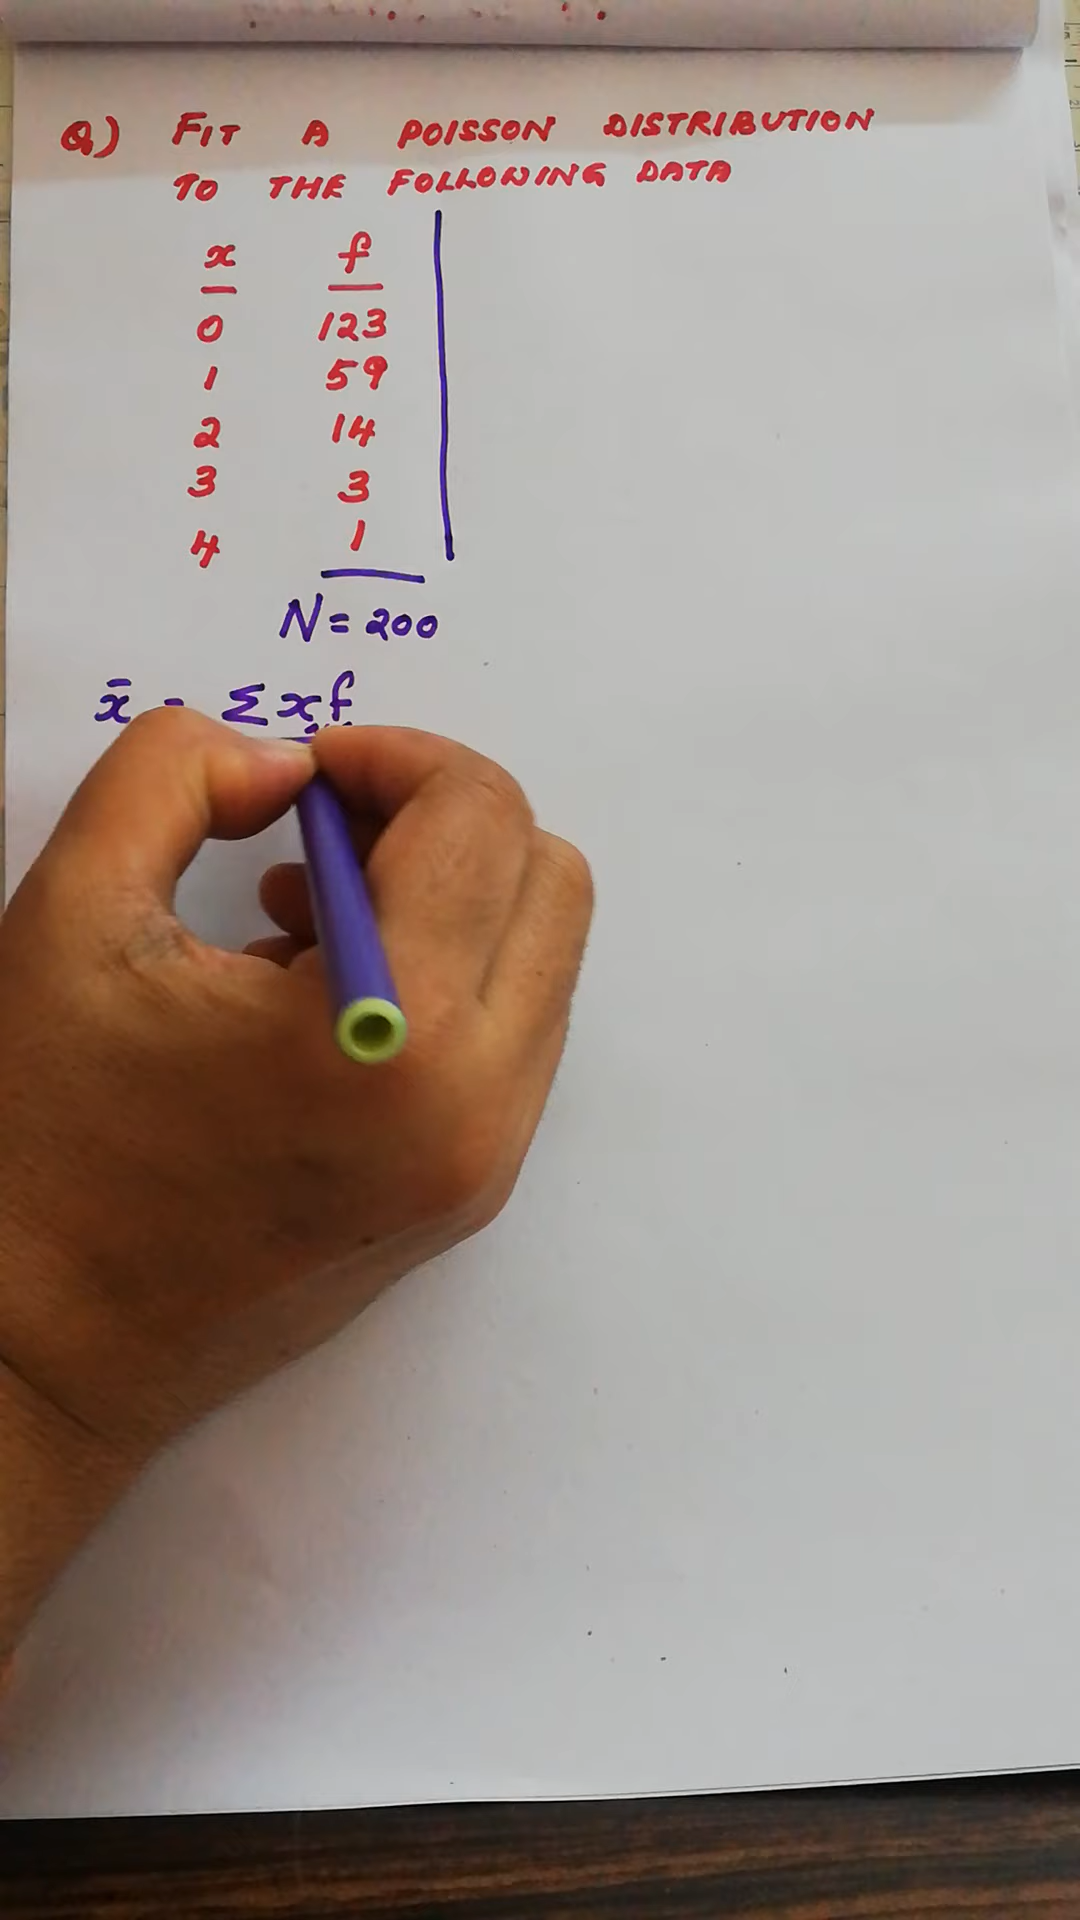 Q) FIT A POISSON DISTRIBUTION
TO THE FOLLOWING DATA
x f
0 123
1 59
2 14
3 3
4 1
N = 200
x̄ = Σxf